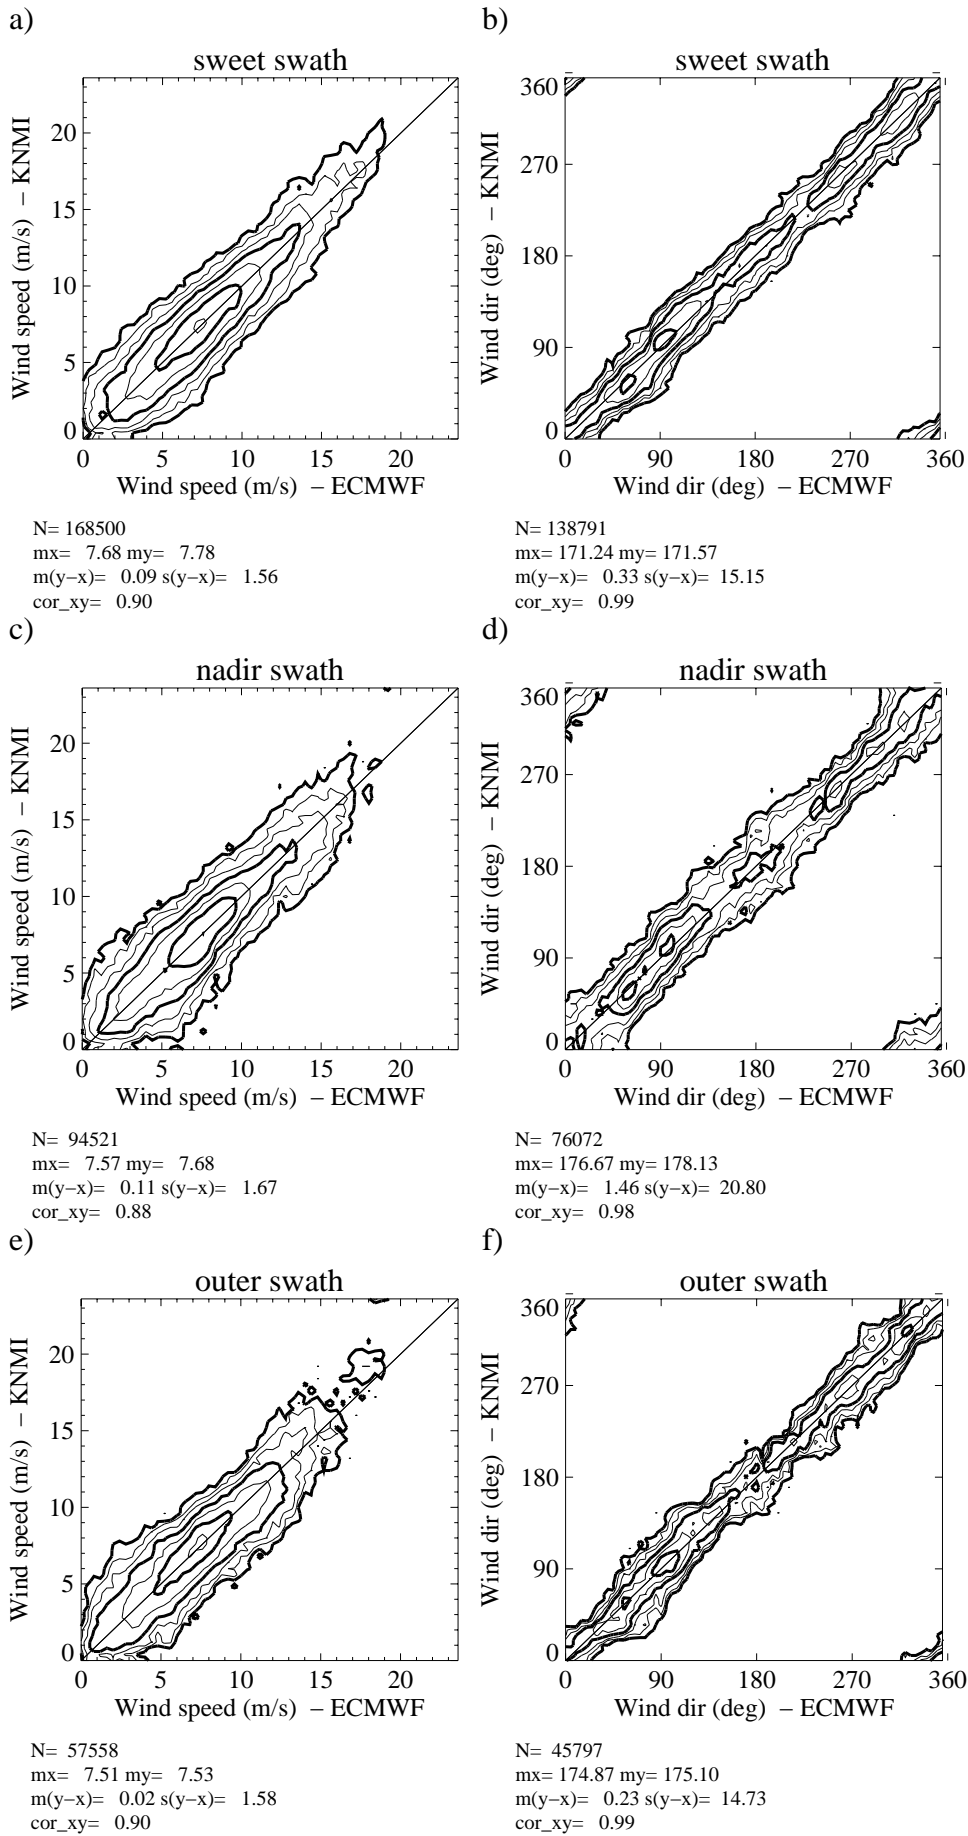 a)
sweet swath
Wind speed (m/s) – KNMI
20
15
10
5
0
0 5 10 15 20
Wind speed (m/s) – ECMWF
N= 168500
mx= 7.68 my= 7.78
m(y−x)= 0.09 s(y−x)= 1.56
cor_xy= 0.90
b)
sweet swath
Wind dir (deg) – KNMI
360
270
180
90
0
0 90 180 270 360
Wind dir (deg) – ECMWF
N= 138791
mx= 171.24 my= 171.57
m(y−x)= 0.33 s(y−x)= 15.15
cor_xy= 0.99
c)
nadir swath
Wind speed (m/s) – KNMI
20
15
10
5
0
0 5 10 15 20
Wind speed (m/s) – ECMWF
N= 94521
mx= 7.57 my= 7.68
m(y−x)= 0.11 s(y−x)= 1.67
cor_xy= 0.88
d)
nadir swath
Wind dir (deg) – KNMI
360
270
180
90
0
0 90 180 270 360
Wind dir (deg) – ECMWF
N= 76072
mx= 176.67 my= 178.13
m(y−x)= 1.46 s(y−x)= 20.80
cor_xy= 0.98
e)
outer swath
Wind speed (m/s) – KNMI
20
15
10
5
0
0 5 10 15 20
Wind speed (m/s) – ECMWF
N= 57558
mx= 7.51 my= 7.53
m(y−x)= 0.02 s(y−x)= 1.58
cor_xy= 0.90
f)
outer swath
Wind dir (deg) – KNMI
360
270
180
90
0
0 90 180 270 360
Wind dir (deg) – ECMWF
N= 45797
mx= 174.87 my= 175.10
m(y−x)= 0.23 s(y−x)= 14.73
cor_xy= 0.99